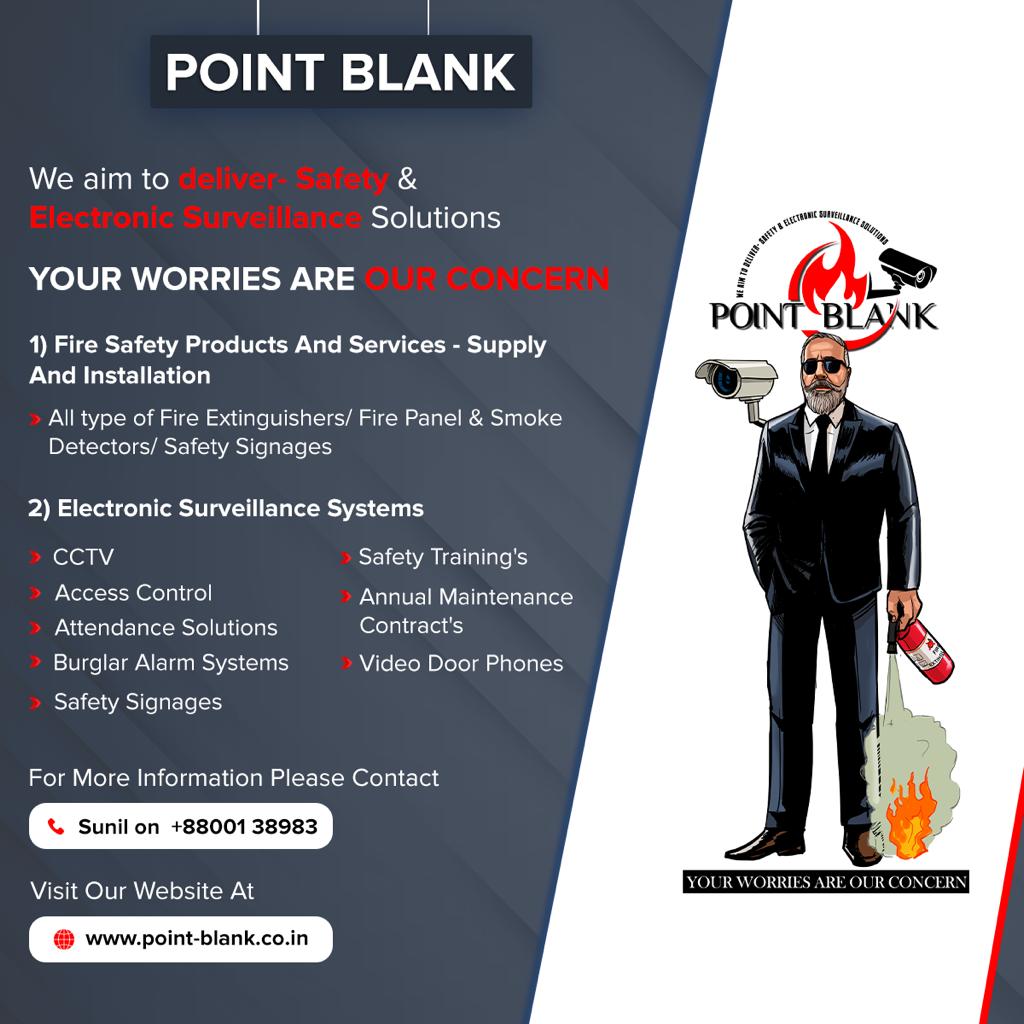 POINT BLANK
We aim to deliver- Safety &
Electronic Surveillance Solutions
YOUR WORRIES ARE OUR CONCERN
1) Fire Safety Products And Services - Supply
And Installation
All type of Fire Extinguishers/ Fire Panel & Smoke
Detectors/ Safety Signages
2) Electronic Surveillance Systems
CCTV
Access Control
Attendance Solutions
Burglar Alarm Systems
Safety Signages
Safety Training's
Annual Maintenance
Contract's
Video Door Phones
For More Information Please Contact
Sunil on +88001 38983
Visit Our Website At
www.point-blank.co.in
WE AIM TO DELIVER- SAFETY & ELECTRONIC SURVEILLANCE SOLUTIONS
POINT BLANK
YOUR WORRIES ARE OUR CONCERN